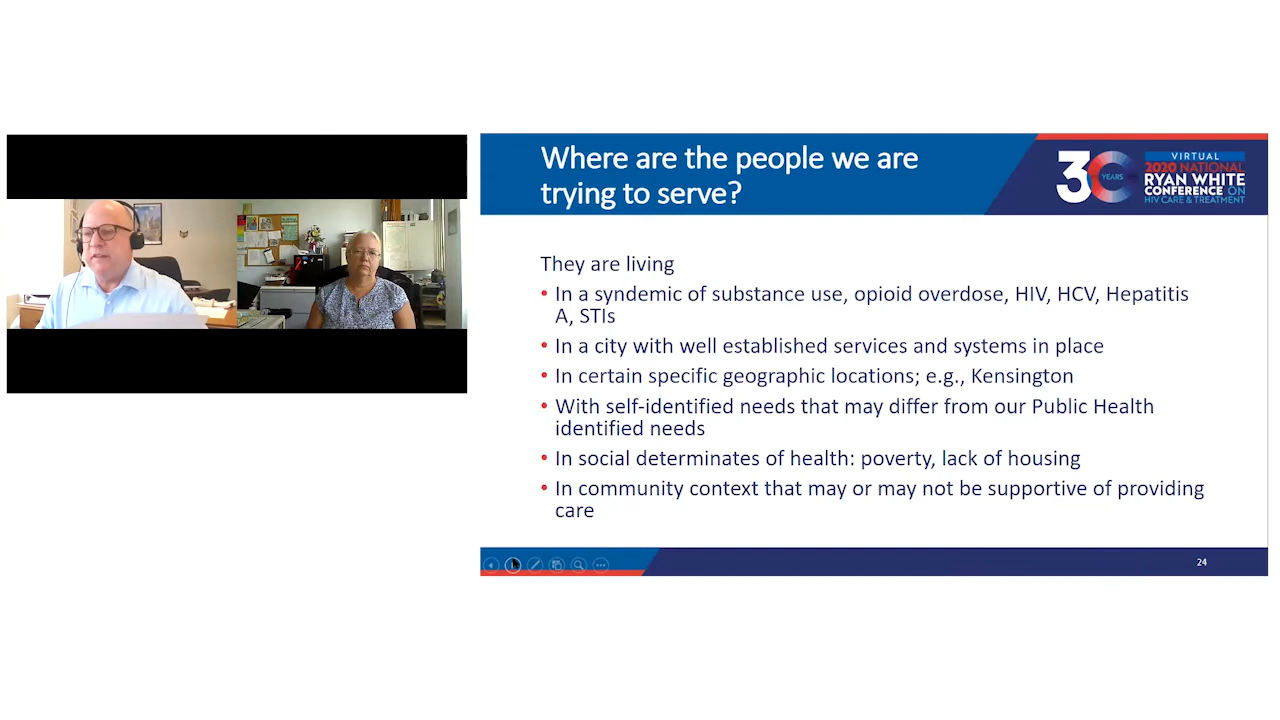 Where are the people we are
trying to serve?
30
YEARS
VIRTUAL
2020 NATIONAL
RYAN WHITE
CONFERENCE ON
HIV CARE & TREATMENT
They are living
• In a syndemic of substance use, opioid overdose, HIV, HCV, Hepatitis
A, STIs
• In a city with well established services and systems in place
• In certain specific geographic locations; e.g., Kensington
• With self-identified needs that may differ from our Public Health
identified needs
• In social determinates of health: poverty, lack of housing
• In community context that may or may not be supportive of providing
care
24